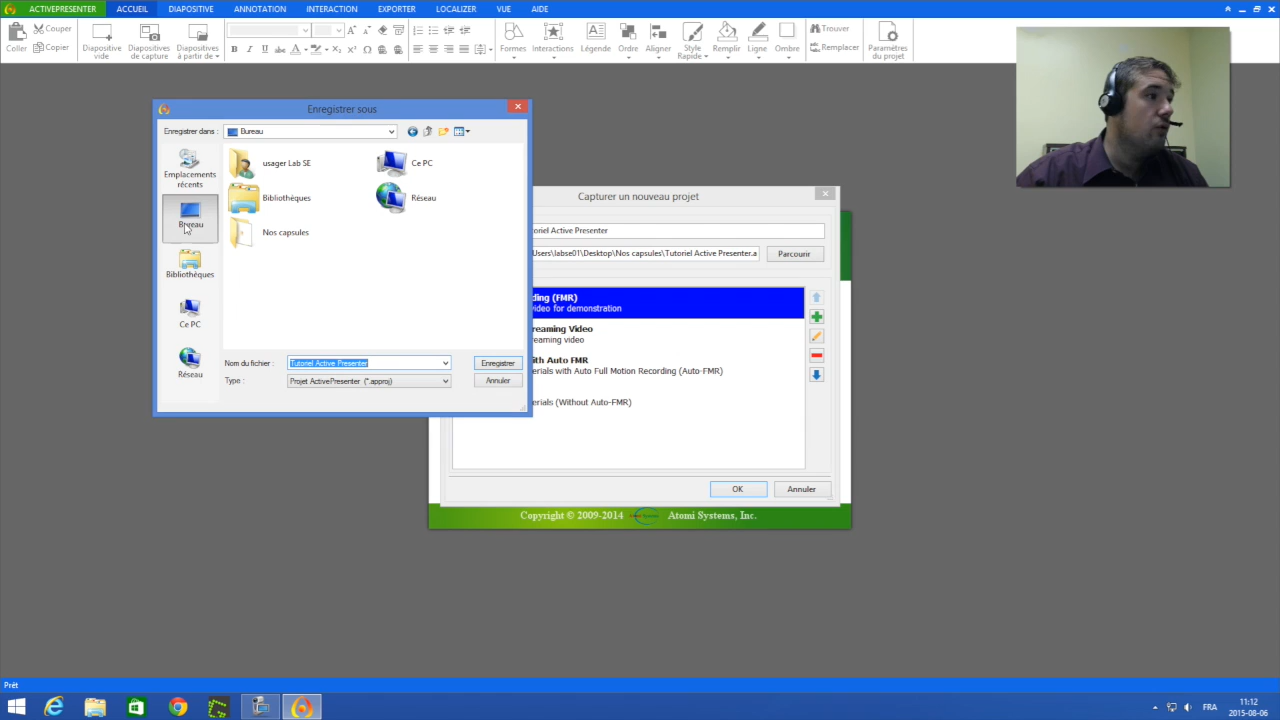 ACTIVEPRESENTER ACCUEIL DIAPOSITIVE ANNOTATION INTERACTION EXPORTER LOCALIZER VUE AIDE
Coller
Couper
Copier
Diapositive vide
Diapositives de capture
Diapositives à partir de
Formes
Interactions
Légende
Ordre
Aligner
Style Rapide
Remplir
Ligne
Ombre
Trouver
Remplacer
Paramètres du projet
Enregistrer sous
Enregistrer dans :
Bureau
Emplacements récents
Bureau
Bibliothèques
Ce PC
Réseau
usager Lab SE
Ce PC
Bibliothèques
Réseau
Nos capsules
Nom du fichier :
Tutoriel Active Presenter
Enregistrer
Type :
Projet ActivePresenter (*.approj)
Annuler
Capturer un nouveau projet
toriel Active Presenter
Users\labse01\Desktop\Nos capsules\Tutoriel Active Presenter.a
Parcourir
ding (FMR)
video for demonstration
reaming Video
eaming video
ith Auto FMR
erials with Auto Full Motion Recording (Auto-FMR)
erials (Without Auto-FMR)
OK
Annuler
Copyright © 2009-2014
Atomi Systems, Inc.
Prêt
FRA
11:12
2015-08-06